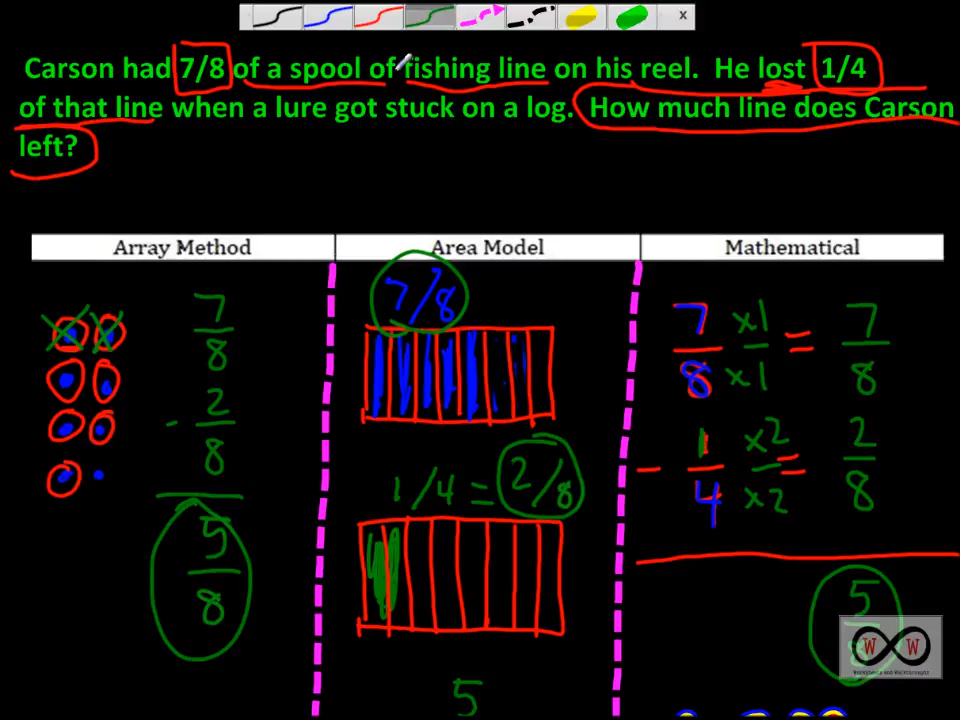 x
Carson had 7/8 of a spool of fishing line on his reel. He lost 1/4
of that line when a lure got stuck on a log. How much line does Carson
left?
Array Method
7
8
- 2
8
5
8
Area Model
7/8
1/4 = 2/8
5
Mathematical
7 x1 = 7
8 x1 8
- 1 x2 = 2
4 x2 8
5
8
W W